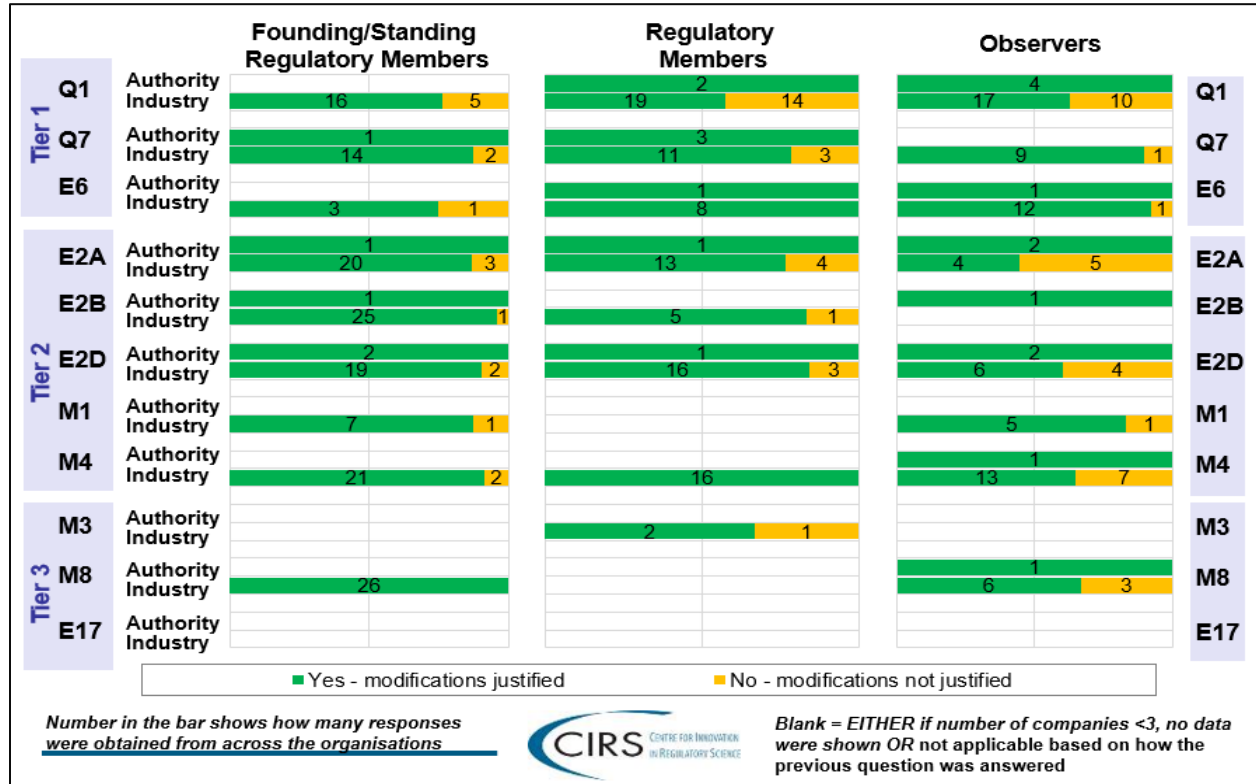 Founding/Standing
Regulatory Members
Regulatory
Members
Observers
Tier 1
Q1
Authority
Industry
16 5
2
19 14
4
17 10
Q1
Q7
Authority
Industry
1
14 2
3
11 3
9 1
Q7
E6
Authority
Industry
3 1
1
8
1
12 1
E6
Tier 2
E2A
Authority
Industry
1
20 3
1
13 4
2
4 5
E2A
E2B
Authority
Industry
1
25 1
5 1
1
E2B
E2D
Authority
Industry
2
19 2
1
16 3
2
6 4
E2D
M1
Authority
Industry
7 1
5 1
M1
M4
Authority
Industry
21 2
16
1
13 7
M4
Tier 3
M3
Authority
Industry
2 1
M3
M8
Authority
Industry
26
1
6 3
M8
E17
Authority
Industry
E17
Yes - modifications justified
No - modifications not justified
Number in the bar shows how many responses
were obtained from across the organisations
CIRS
CENTRE FOR INNOVATION
IN REGULATORY SCIENCE
Blank = EITHER if number of companies <3, no data
were shown OR not applicable based on how the
previous question was answered